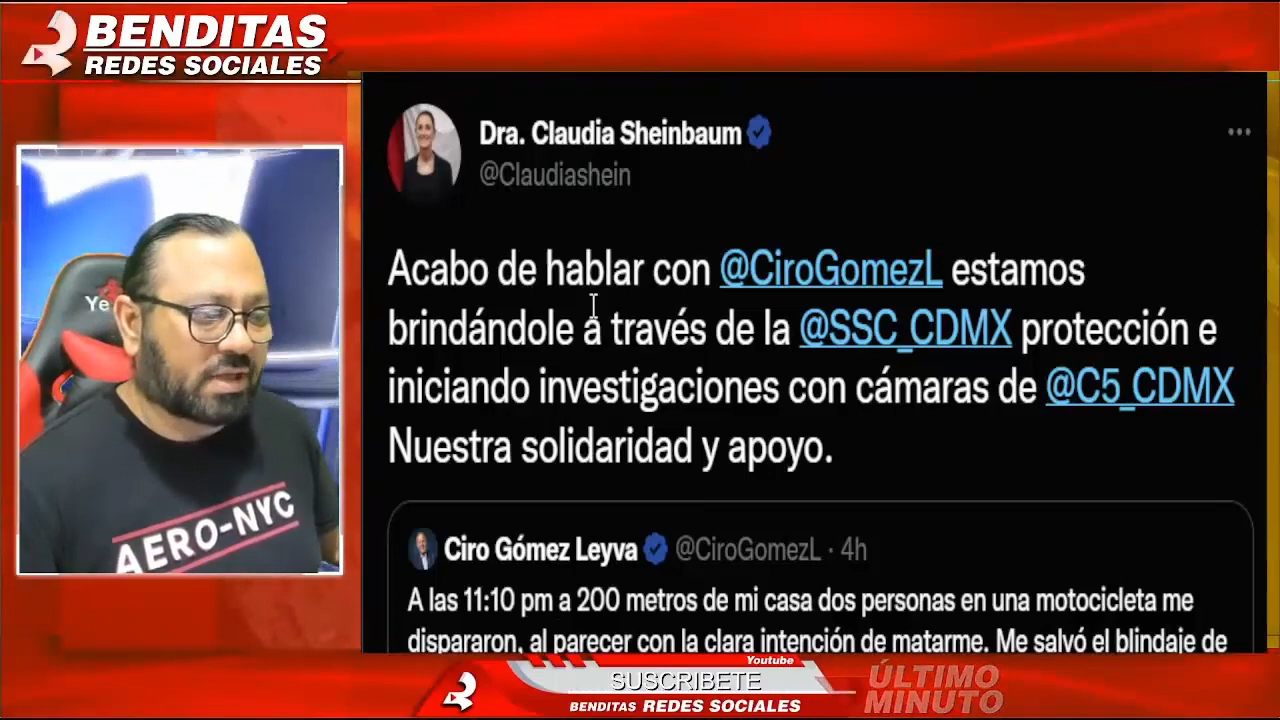 BENDITAS
REDES SOCIALES
Dra. Claudia Sheinbaum
@Claudiashein
Acabo de hablar con @CiroGomezL estamos
brindándole a través de la @SSC_CDMX protección e
iniciando investigaciones con cámaras de @C5_CDMX
Nuestra solidaridad y apoyo.
Ciro Gómez Leyva @CiroGomezL · 4h
A las 11:10 pm a 200 metros de mi casa dos personas en una motocicleta me
dispararon, al parecer con la clara intención de matarme. Me salvó el blindaje de
Ye
AERO-NYC
Youtube
SUSCRIBETE
BENDITAS REDES SOCIALES
ÚLTIMO
MINUTO